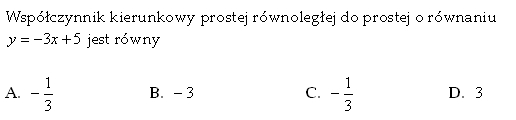 Współczynnik kierunkowy prostej równoległej do prostej o równaniu
y = −3x + 5 jest równy
A. −1/3 B. −3 C. −1/3 D. 3